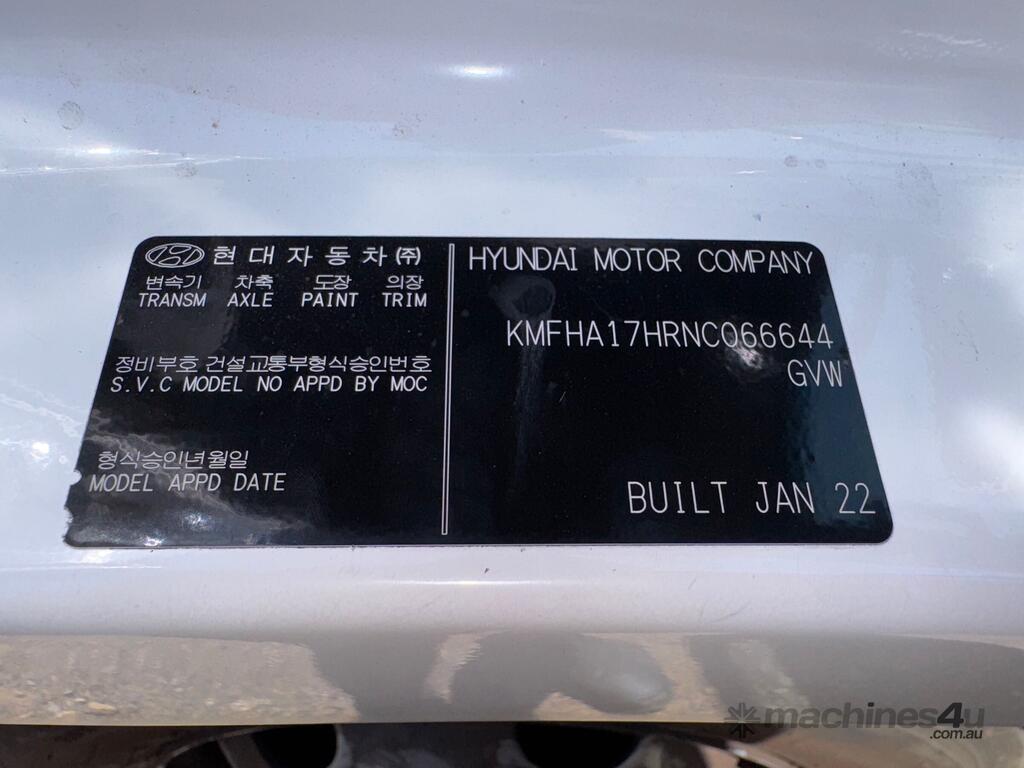 현대자동차㈜
변속기 차축 도장 의장
TRANSM AXLE PAINT TRIM
정비부호 건설교통부형식승인번호
S.V.C MODEL NO APPD BY MOC
형식승인년월일
MODEL APPD DATE
HYUNDAI MOTOR COMPANY
KMFHA17HRNC066644
GVW
BUILT JAN 22
machines4u
.com.au